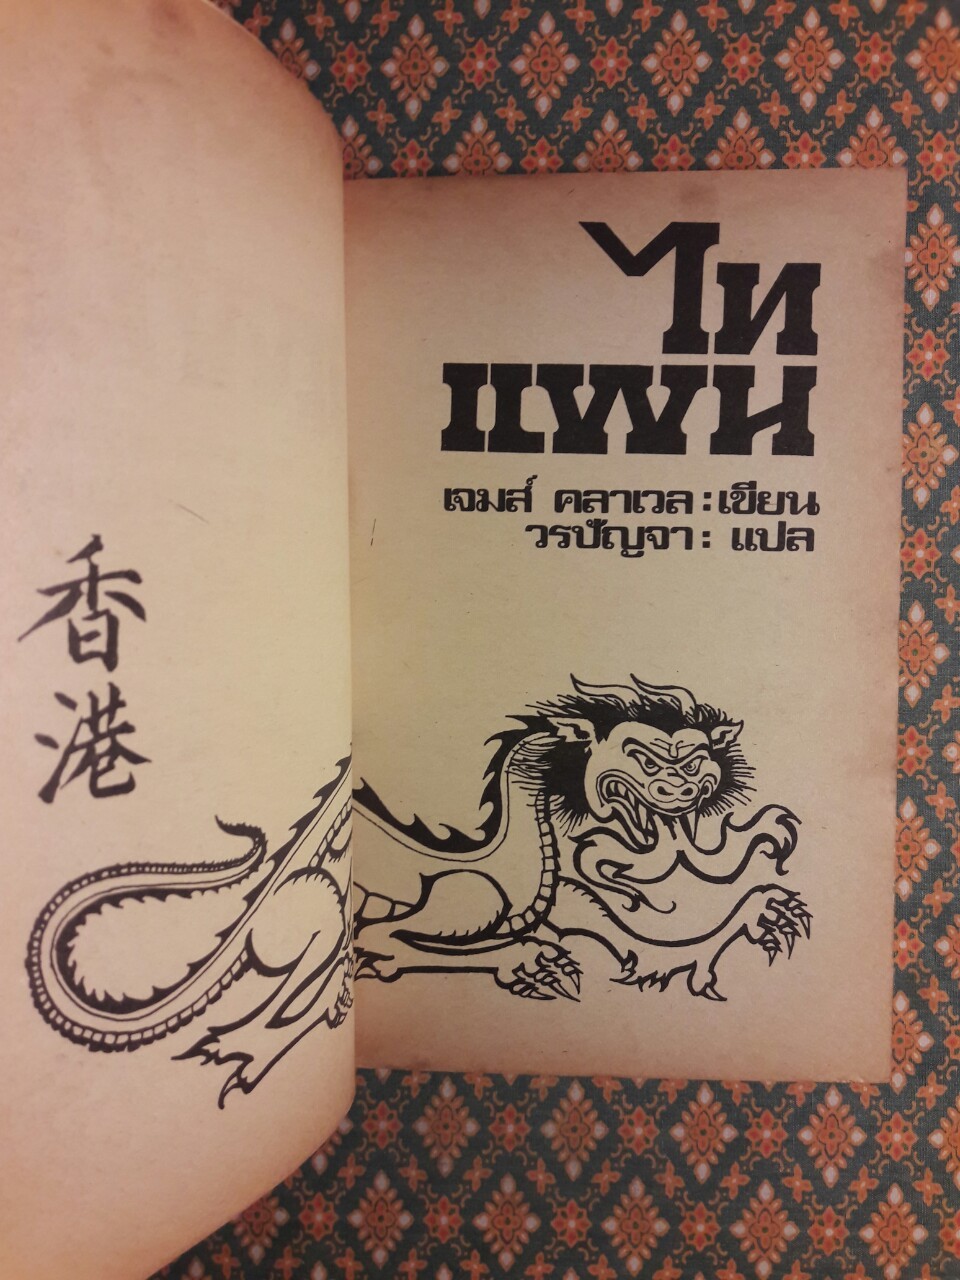 香
港
ไท
แพน
เจมส์ คลาเวล : เขียน
วรปัญจา : แปล